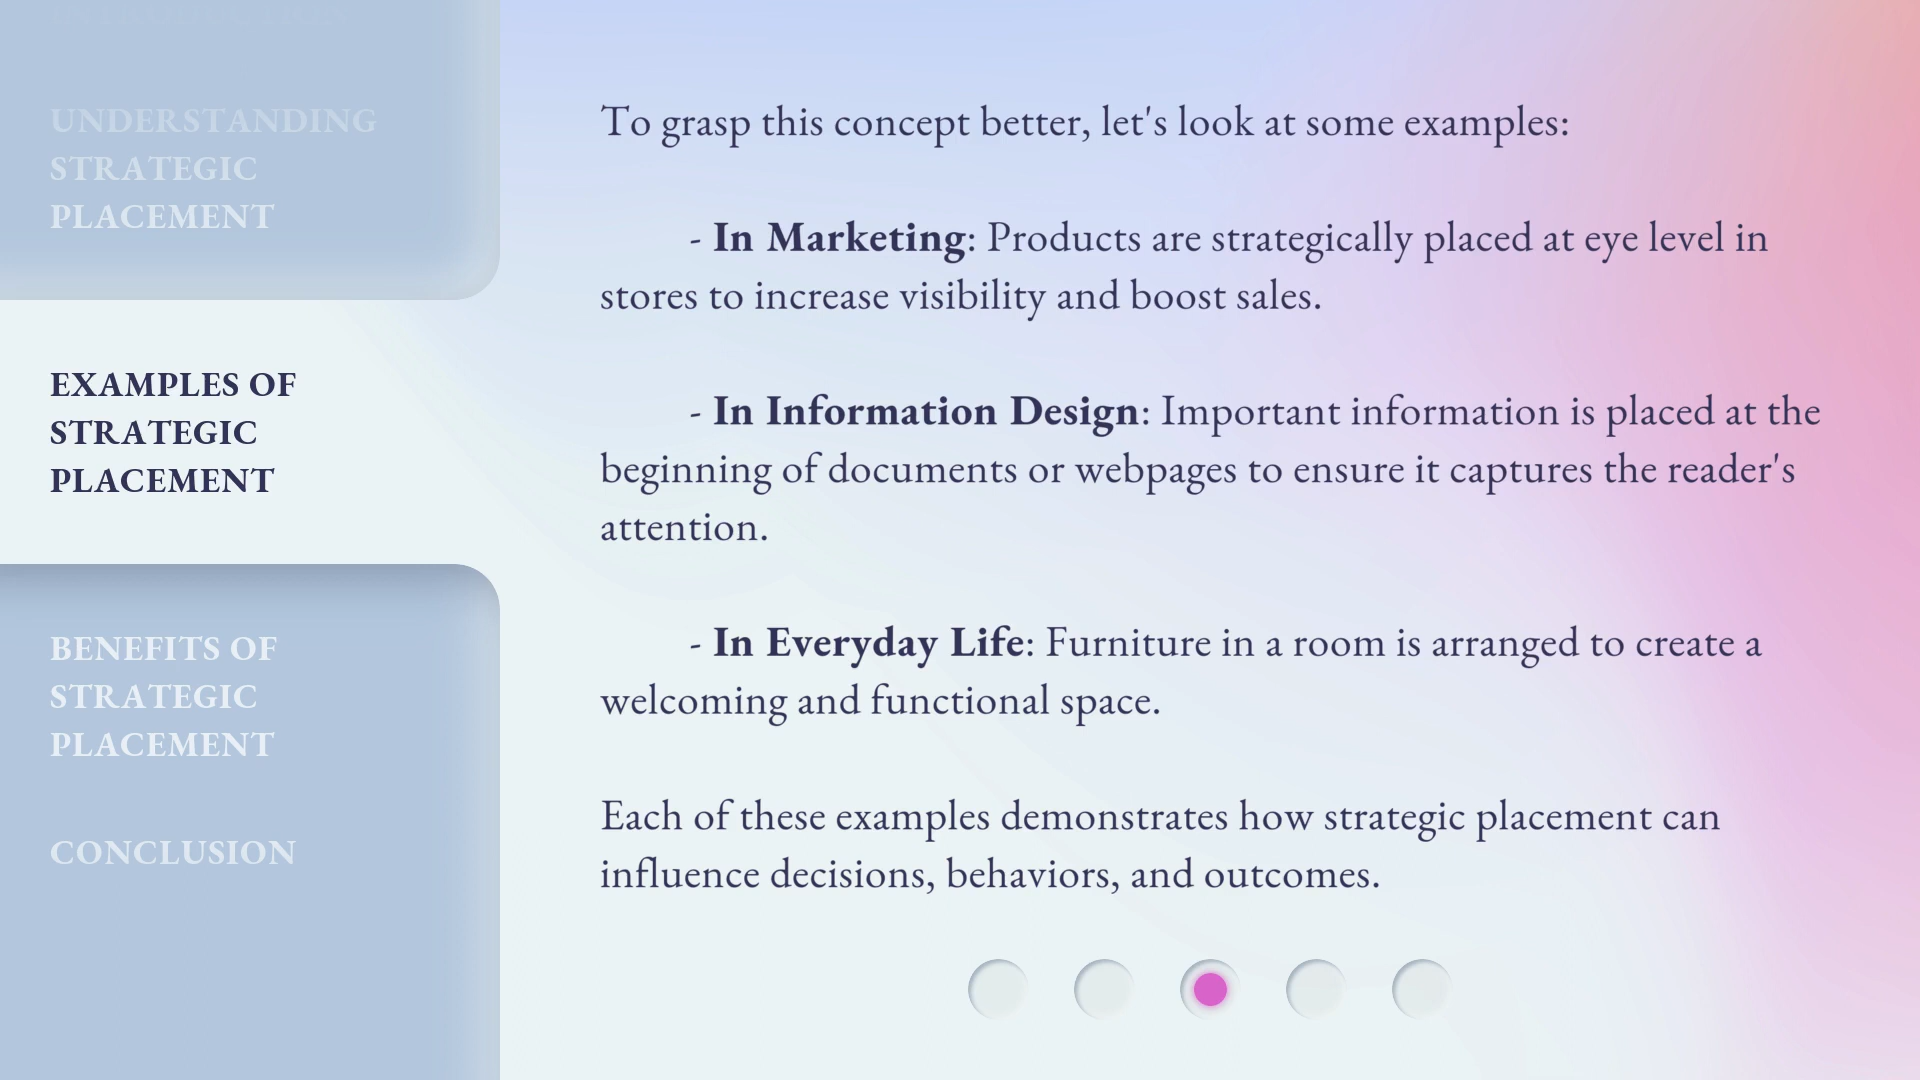 UNDERSTANDING
STRATEGIC
PLACEMENT
EXAMPLES OF
STRATEGIC
PLACEMENT
BENEFITS OF
STRATEGIC
PLACEMENT
CONCLUSION
To grasp this concept better, let's look at some examples:
- In Marketing: Products are strategically placed at eye level in
stores to increase visibility and boost sales.
- In Information Design: Important information is placed at the
beginning of documents or webpages to ensure it captures the reader's
attention.
- In Everyday Life: Furniture in a room is arranged to create a
welcoming and functional space.
Each of these examples demonstrates how strategic placement can
influence decisions, behaviors, and outcomes.